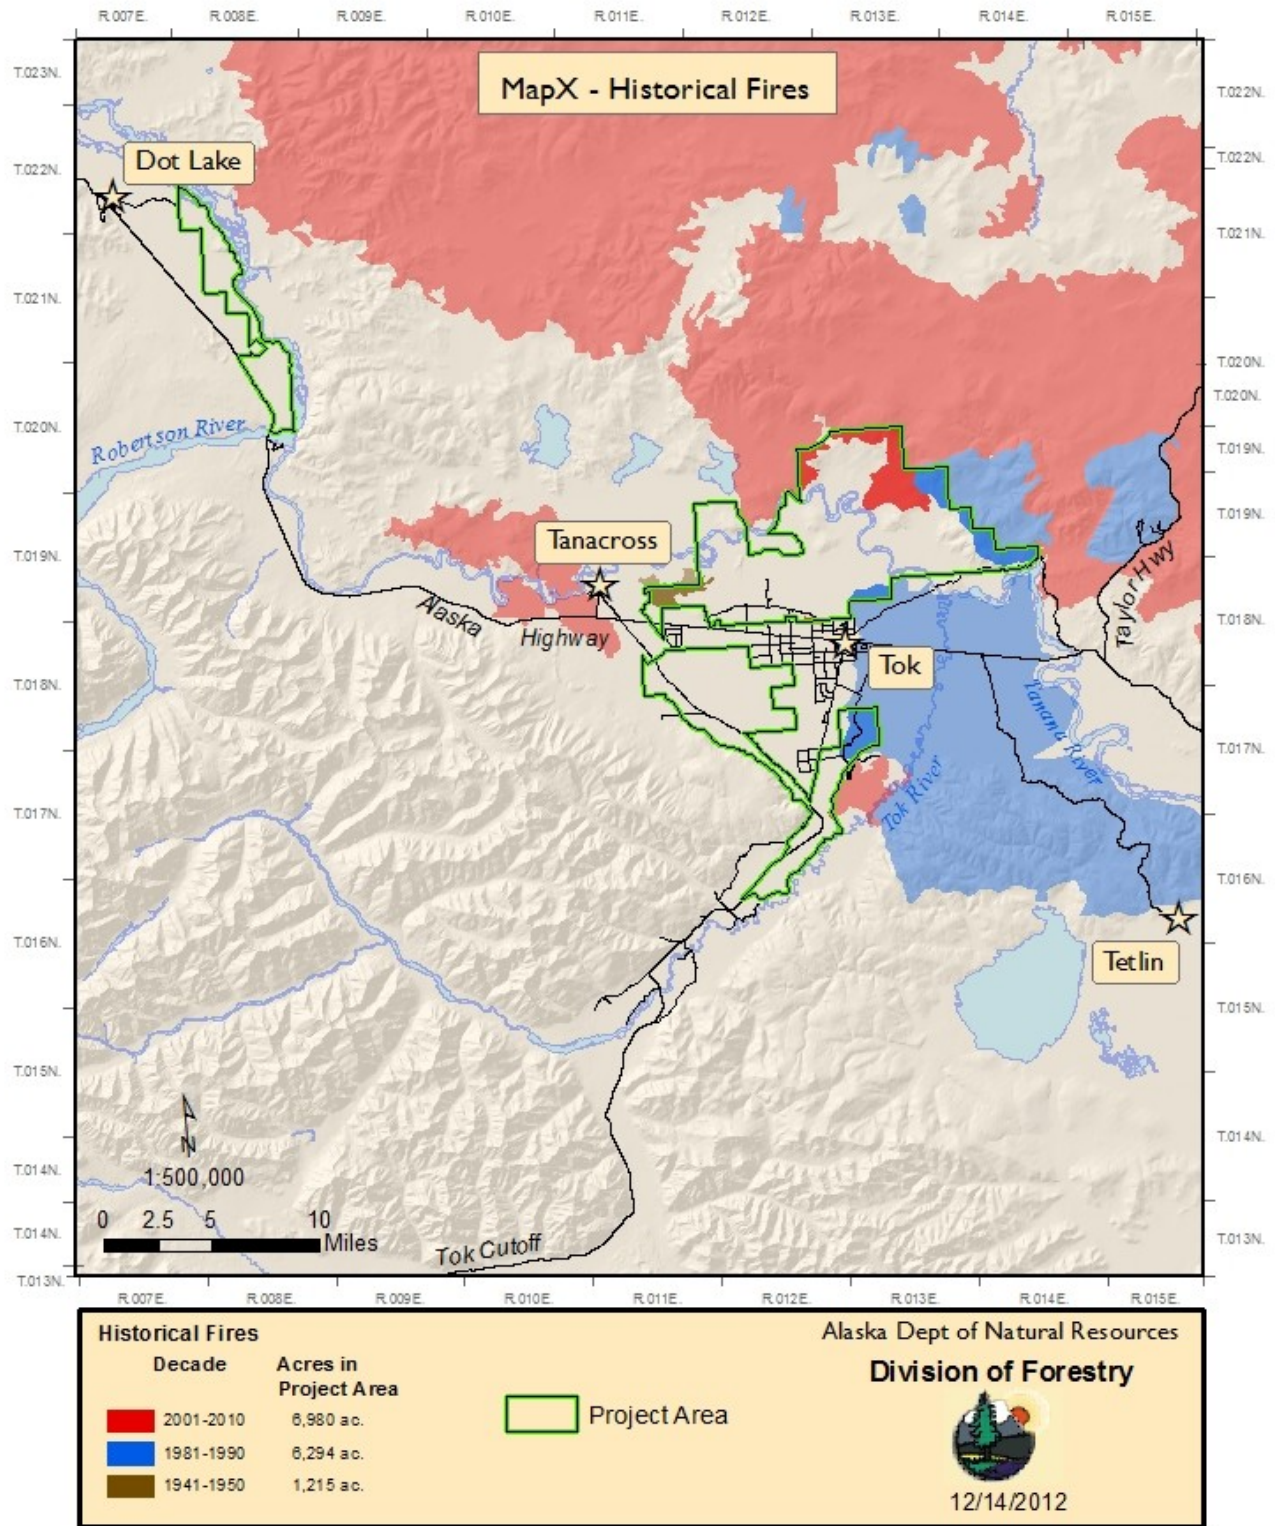 R.007E. R.008E. R.009E. R.010E. R.011E. R.012E. R.013E. R.014E. R.015E.
MapX - Historical Fires
T.023N. T.022N.
Dot Lake
T.022N. T.022N.
T.021N.
T.021N.
T.020N.
T.020N.
Robertson River
T.020N. T.019N.
T.019N.
Tanacross
T.019N.
Alaska
Highway
Taylor Hwy
T.018N.
Tok
T.018N.
Tanana River
T.017N.
Tok River
T.017N.
T.016N.
T.016N.
Tetlin
T.015N.
T.015N.
N
T.014N.
1:500,000
T.014N.
0 2.5 5 10
Miles
T.014N. T.013N.
Tok Cutoff
T.013N.
R.007E. R.008E. R.009E. R.010E. R.011E. R.012E. R.013E. R.014E. R.015E.
Historical Fires
Decade Acres in
Project Area
2001-2010 6,980 ac.
1981-1990 6,294 ac.
1941-1950 1,215 ac.
Project Area
Alaska Dept of Natural Resources
Division of Forestry
12/14/2012